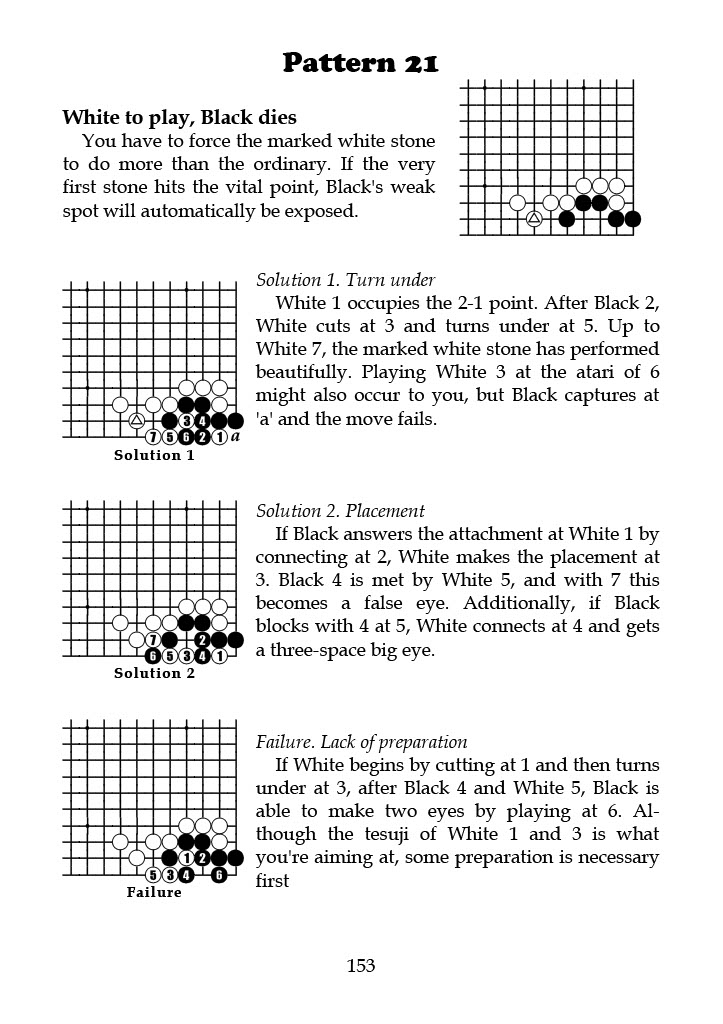 Pattern 21
White to play, Black dies
You have to force the marked white stone
to do more than the ordinary. If the very
first stone hits the vital point, Black's weak
spot will automatically be exposed.
Solution 1. Turn under
White 1 occupies the 2-1 point. After Black 2,
White cuts at 3 and turns under at 5. Up to
White 7, the marked white stone has performed
beautifully. Playing White 3 at the atari of 6
might also occur to you, but Black captures at
'a' and the move fails.
3 4
7 5 6 2 1 a
Solution 1
Solution 2. Placement
If Black answers the attachment at White 1 by
connecting at 2, White makes the placement at
3. Black 4 is met by White 5, and with 7 this
becomes a false eye. Additionally, if Black
blocks with 4 at 5, White connects at 4 and gets
a three-space big eye.
7 2
6 5 3 4 1
Solution 2
Failure. Lack of preparation
If White begins by cutting at 1 and then turns
under at 3, after Black 4 and White 5, Black is
able to make two eyes by playing at 6. Al-
though the tesuji of White 1 and 3 is what
you're aiming at, some preparation is necessary
first
1 2
5 3 4 6
Failure
153